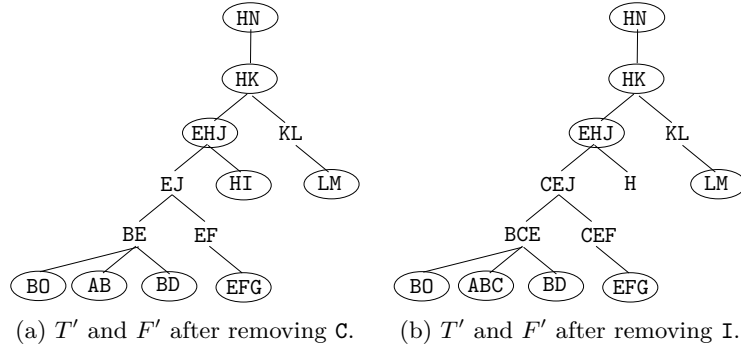 HN HN
HK HK
EHJ KL EHJ KL
EJ HI LM CEJ H LM
BE EF BCE CEF
BO AB BD EFG BO ABC BD EFG
(a) T′ and F′ after removing C. (b) T′ and F′ after removing I.